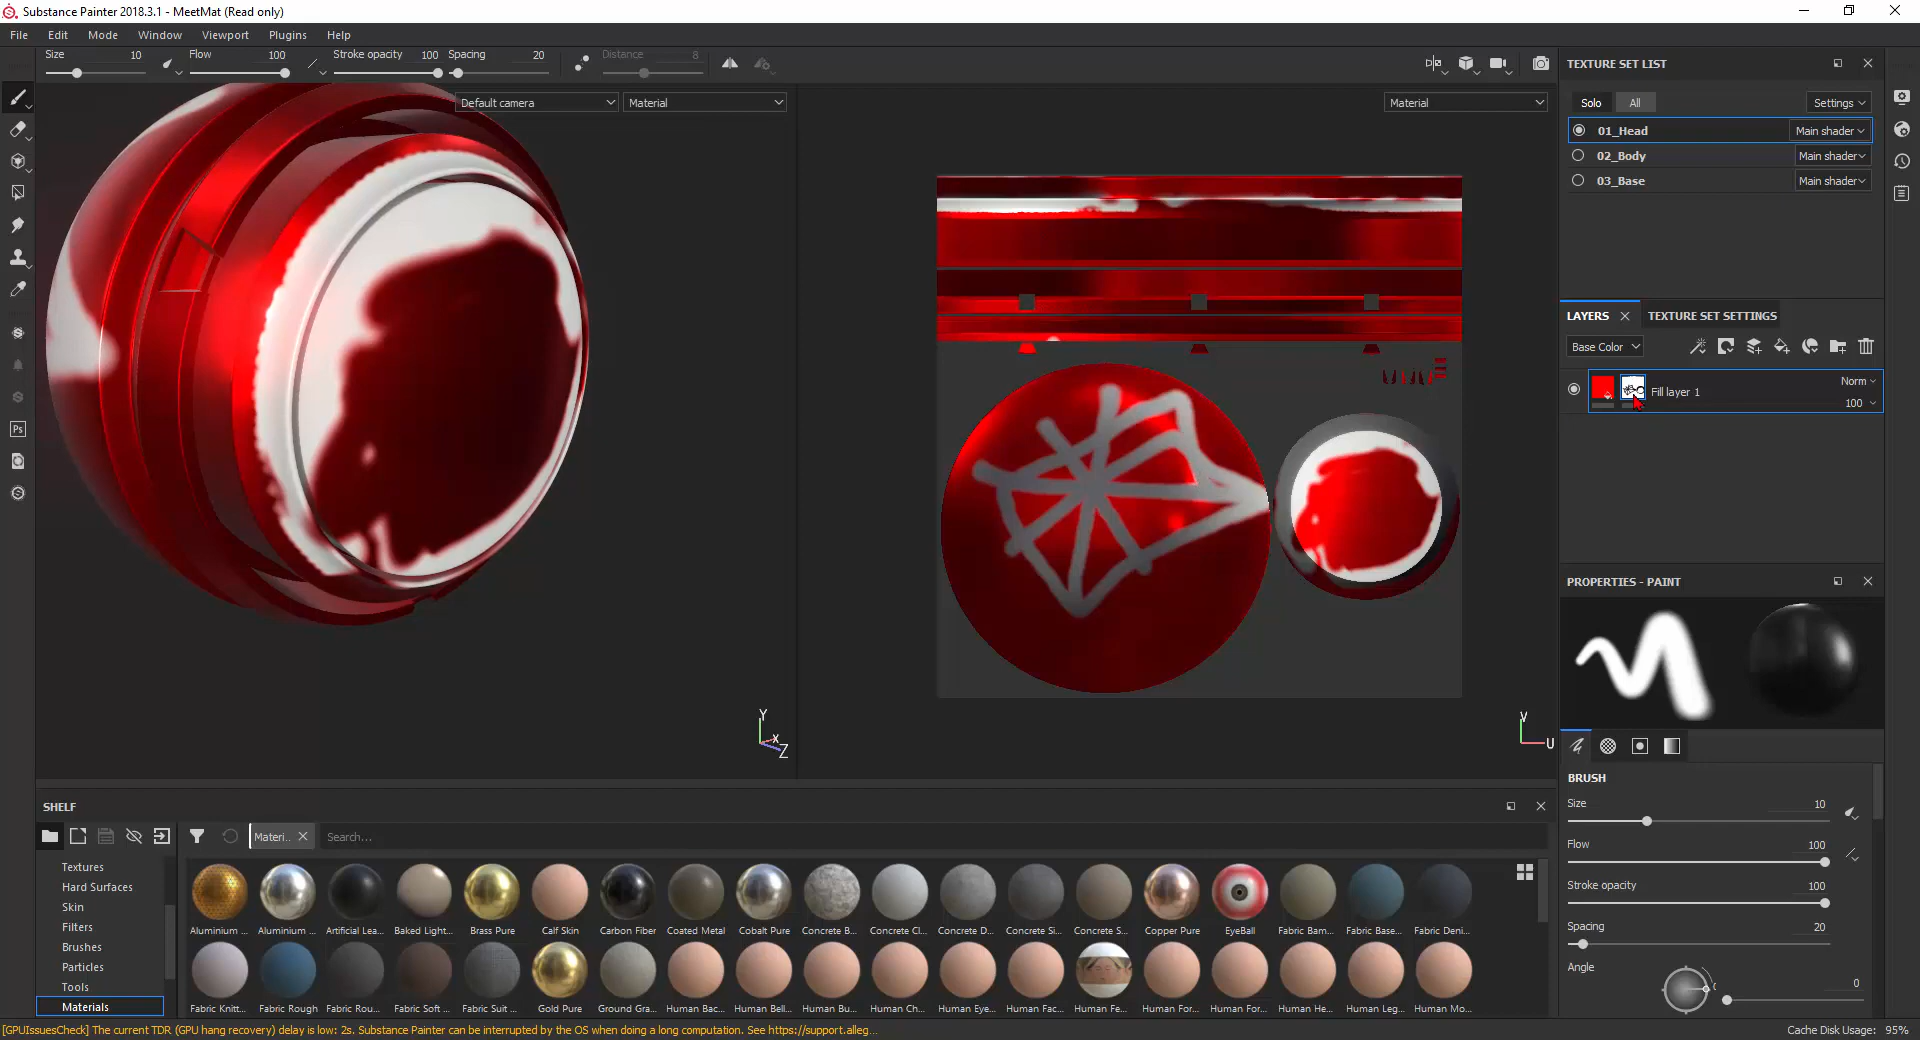 Substance Painter 2018.3.1 - MeetMat (Read only)
File Edit Mode Window Viewport Plugins Help
Size 10 Flow 100 Stroke opacity 100 Spacing 20 Distance 8
Default camera Material Material
TEXTURE SET LIST
Solo All Settings
01_Head Main shader
02_Body Main shader
03_Base Main shader
LAYERS TEXTURE SET SETTINGS
Base Color
Norm
Fill layer 1
100
Y
X
Z
V
U
Ps
PROPERTIES - PAINT
BRUSH
Size 10
Flow 100
Stroke opacity 100
Spacing 20
Angle 0
SHELF
Materi.. Search...
Textures
Hard Surfaces
Skin
Filters
Brushes
Particles
Tools
Materials
Aluminium ... Aluminium ... Artificial Lea... Baked Light... Brass Pure Calf Skin Carbon Fiber Coated Metal Cobalt Pure Concrete B... Concrete Cl... Concrete D... Concrete Si... Concrete S... Copper Pure EyeBall Fabric Bam... Fabric Base... Fabric Deni...
Fabric Knitt... Fabric Rough Fabric Rou... Fabric Soft ... Fabric Suit ... Gold Pure Ground Gra... Human Bac... Human Bell... Human Bu... Human Ch... Human Eye... Human Fac... Human Fe... Human For... Human For... Human He... Human Leg... Human Mo...
[GPUIssuesCheck] The current TDR (GPU hang recovery) delay is low: 2s. Substance Painter can be interrupted by the OS when doing a long computation. See https://support.alleg...
Cache Disk Usage: 95%